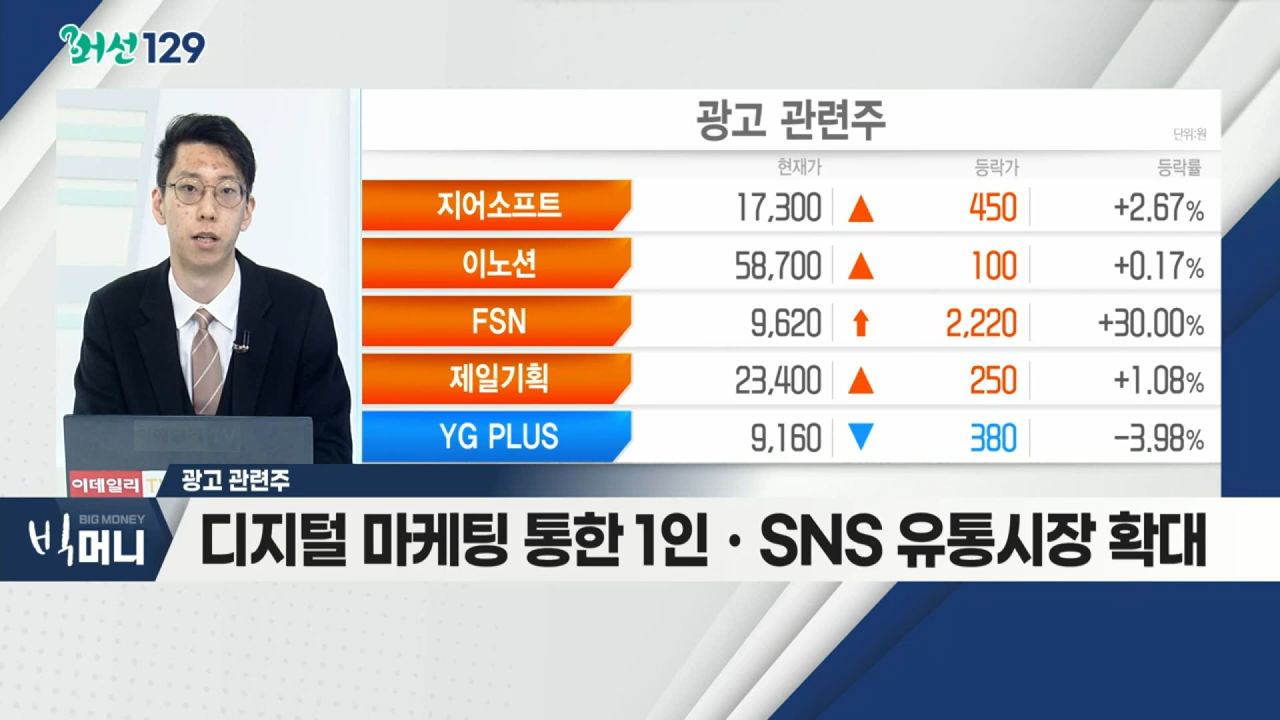 머선129
광고 관련주
단위:원
현재가 등락가 등락률
지어소프트 17,300 ▲ 450 +2.67%
이노션 58,700 ▲ 100 +0.17%
FSN 9,620 ⬆ 2,220 +30.00%
제일기획 23,400 ▲ 250 +1.08%
YG PLUS 9,160 ▼ 380 -3.98%
이데일리 TV
광고 관련주
BIG MONEY
빅머니
디지털 마케팅 통한 1인·SNS 유통시장 확대